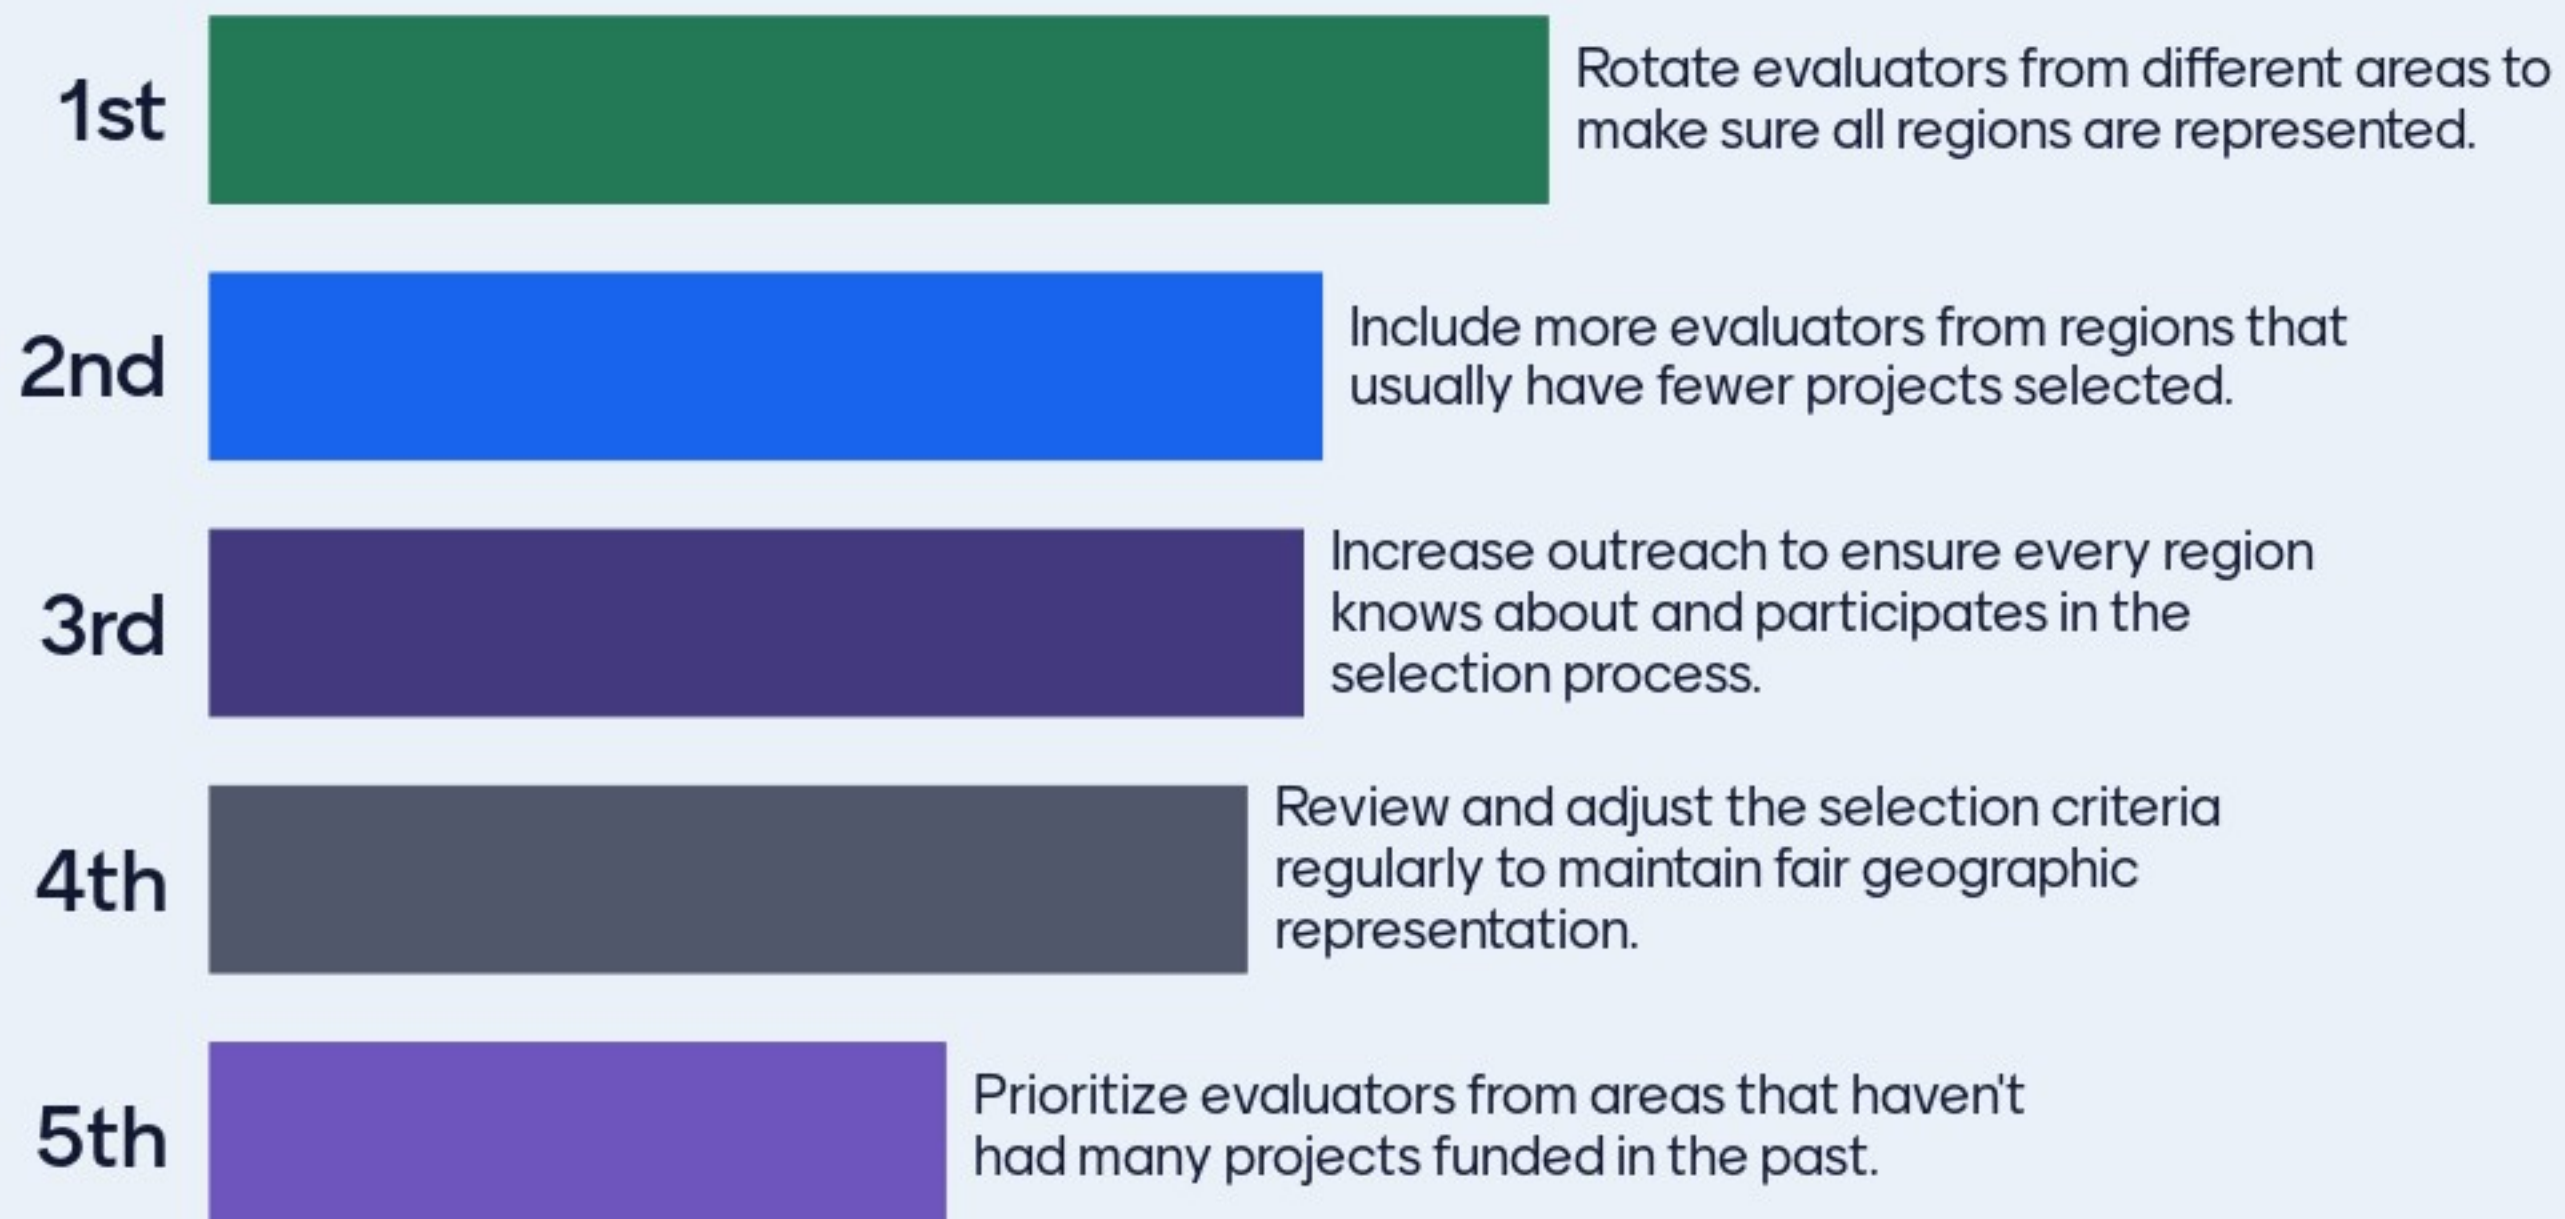 1st
Rotate evaluators from different areas to
make sure all regions are represented.
2nd
Include more evaluators from regions that
usually have fewer projects selected.
3rd
Increase outreach to ensure every region
knows about and participates in the
selection process.
4th
Review and adjust the selection criteria
regularly to maintain fair geographic
representation.
5th
Prioritize evaluators from areas that haven't
had many projects funded in the past.